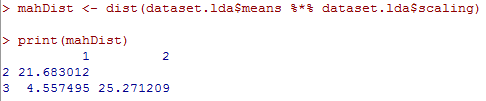 > mahDist <- dist(dataset.lda$means %*% dataset.lda$scaling)
> print(mahDist)
1 2
2 21.683012
3 4.557495 25.271209